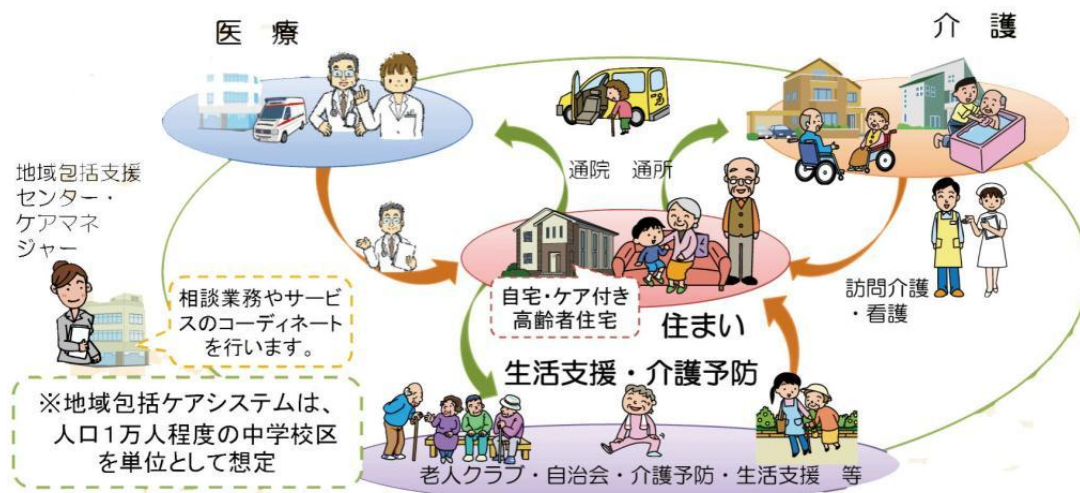 医 療
介 護
通院 通所
地域包括支援
センター・
ケアマネ
ジャー
相談業務やサービ
スのコーディネート
を行います。
自宅・ケア付き
高齢者住宅
住まい
訪問介護
・看護
生活支援・介護予防
※地域包括ケアシステムは、
人口1万人程度の中学校区
を単位として想定
老人クラブ・自治会・介護予防・生活支援 等